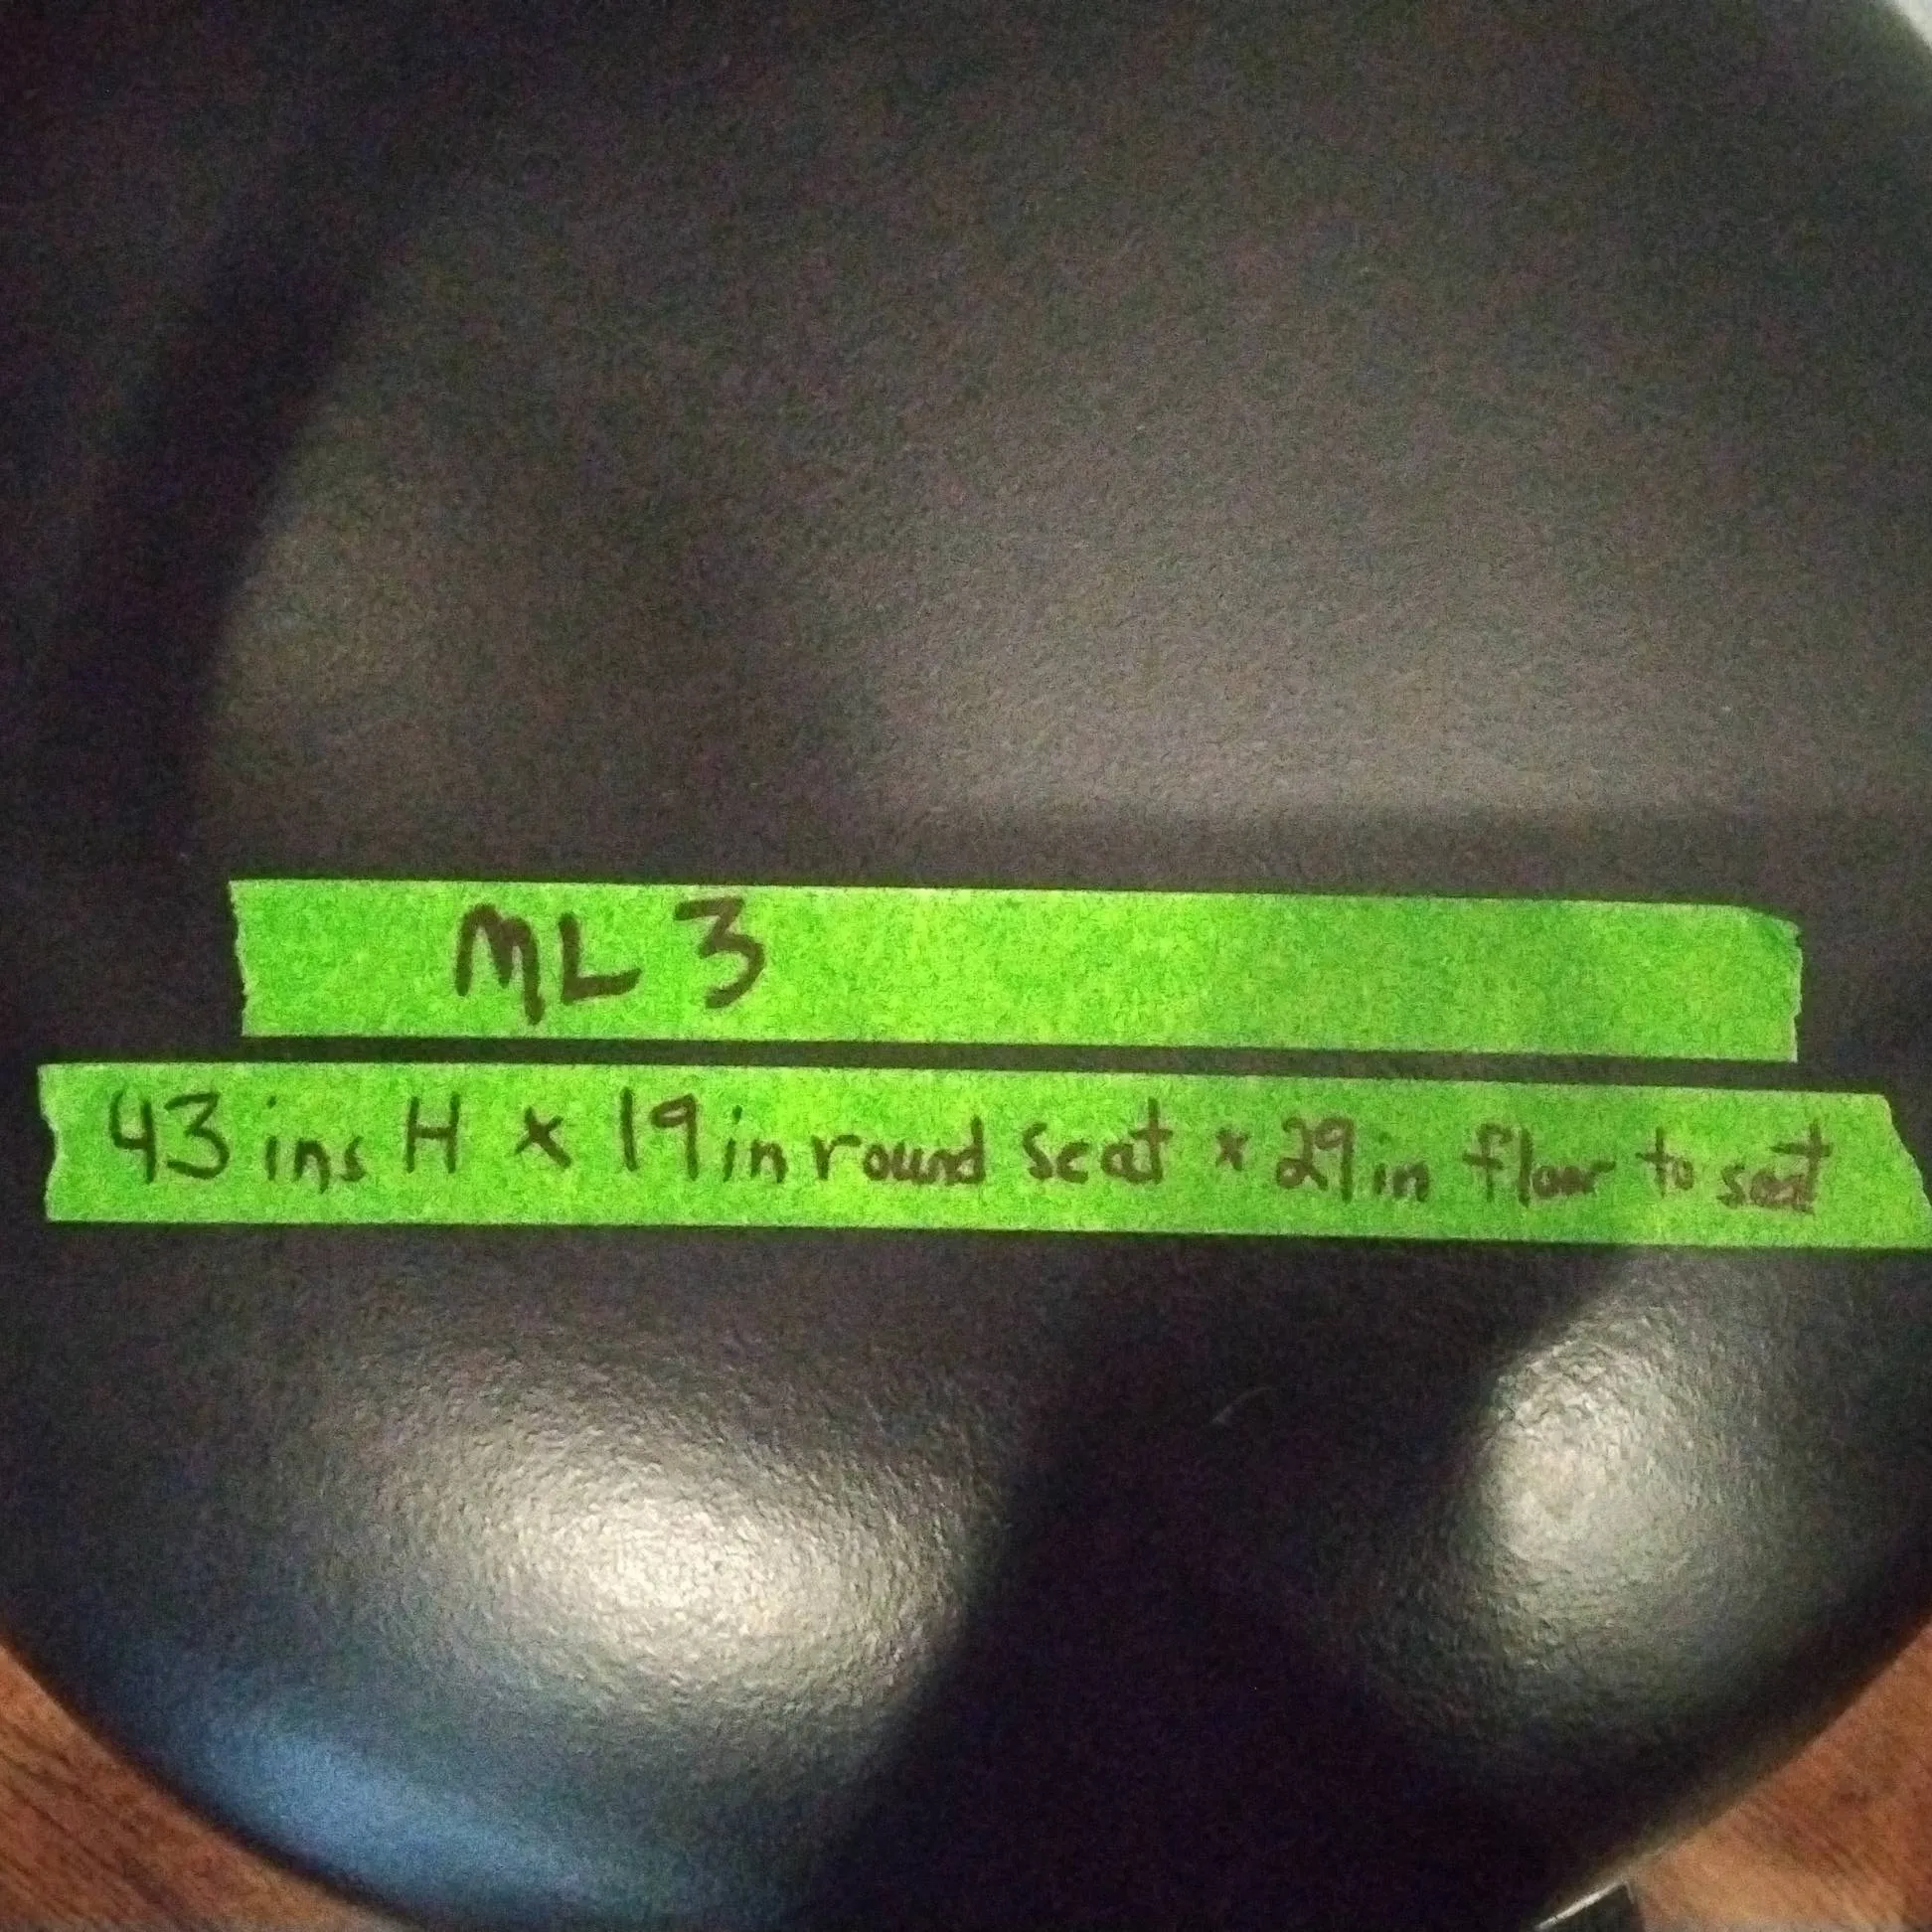 ML 3
43 ins H x 19 in round seat x 29 in floor to seat